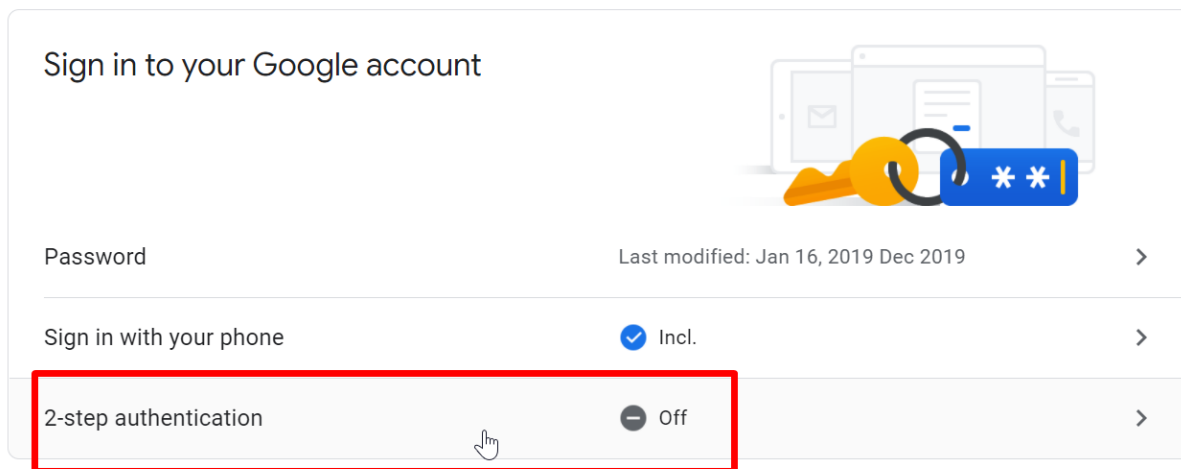 Sign in to your Google account
**
Password Last modified: Jan 16, 2019 Dec 2019
Sign in with your phone Incl.
2-step authentication Off